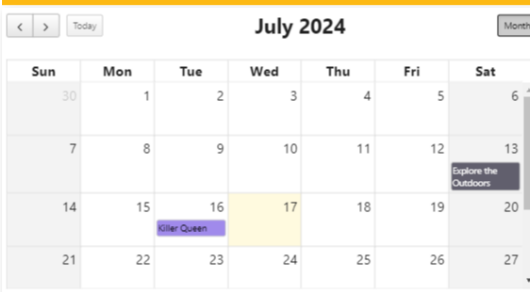 < > Today July 2024 Month
Sun Mon Tue Wed Thu Fri Sat
30 1 2 3 4 5 6
7 8 9 10 11 12 13
Explore the
Outdoors
14 15 16 17 18 19 20
Killer Queen
21 22 23 24 25 26 27